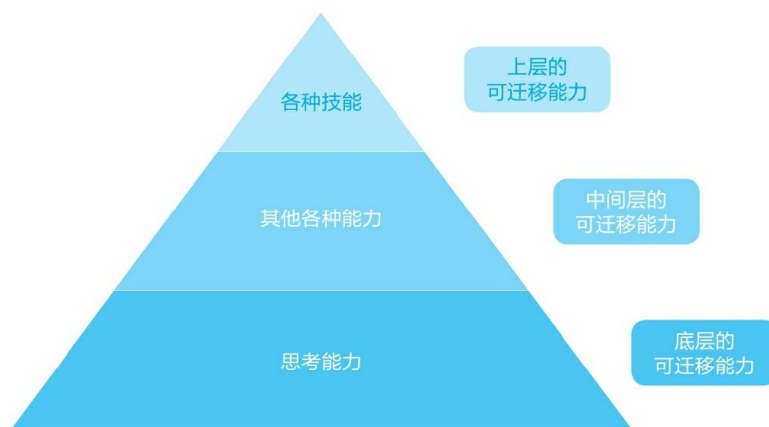 各种技能
上层的
可迁移能力
其他各种能力
中间层的
可迁移能力
思考能力
底层的
可迁移能力